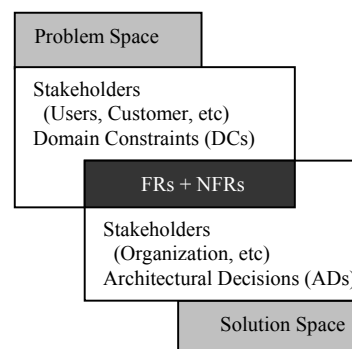 Problem Space
Stakeholders
(Users, Customer, etc)
Domain Constraints (DCs)
FRs + NFRs
Stakeholders
(Organization, etc)
Architectural Decisions (ADs)
Solution Space